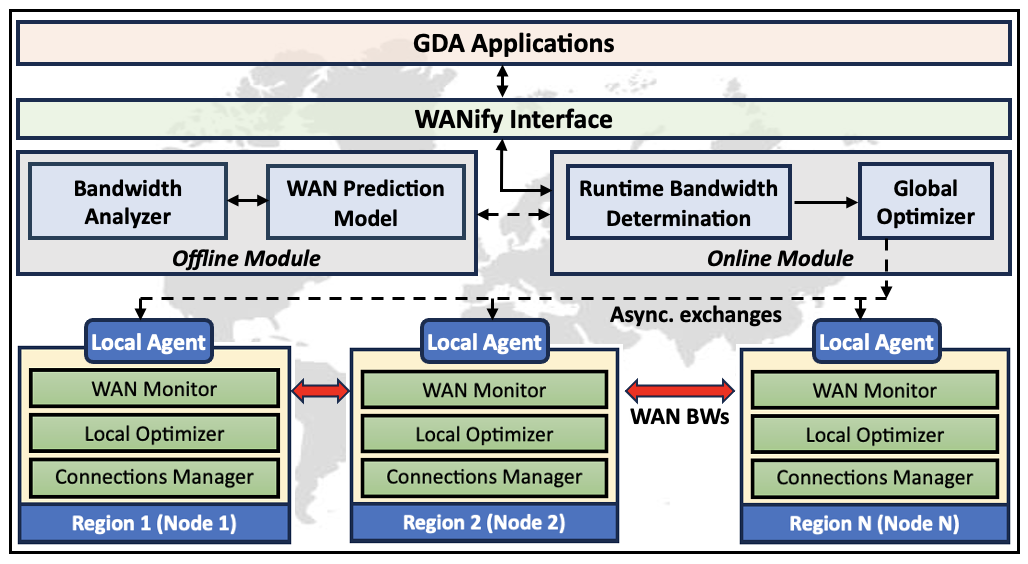 GDA Applications
WANify Interface
Bandwidth
Analyzer
WAN Prediction
Model
Offline Module
Runtime Bandwidth
Determination
Global
Optimizer
Online Module
Async. exchanges
Local Agent
WAN Monitor
Local Optimizer
Connections Manager
Region 1 (Node 1)
Local Agent
WAN Monitor
Local Optimizer
Connections Manager
Region 2 (Node 2)
WAN BWs
Local Agent
WAN Monitor
Local Optimizer
Connections Manager
Region N (Node N)